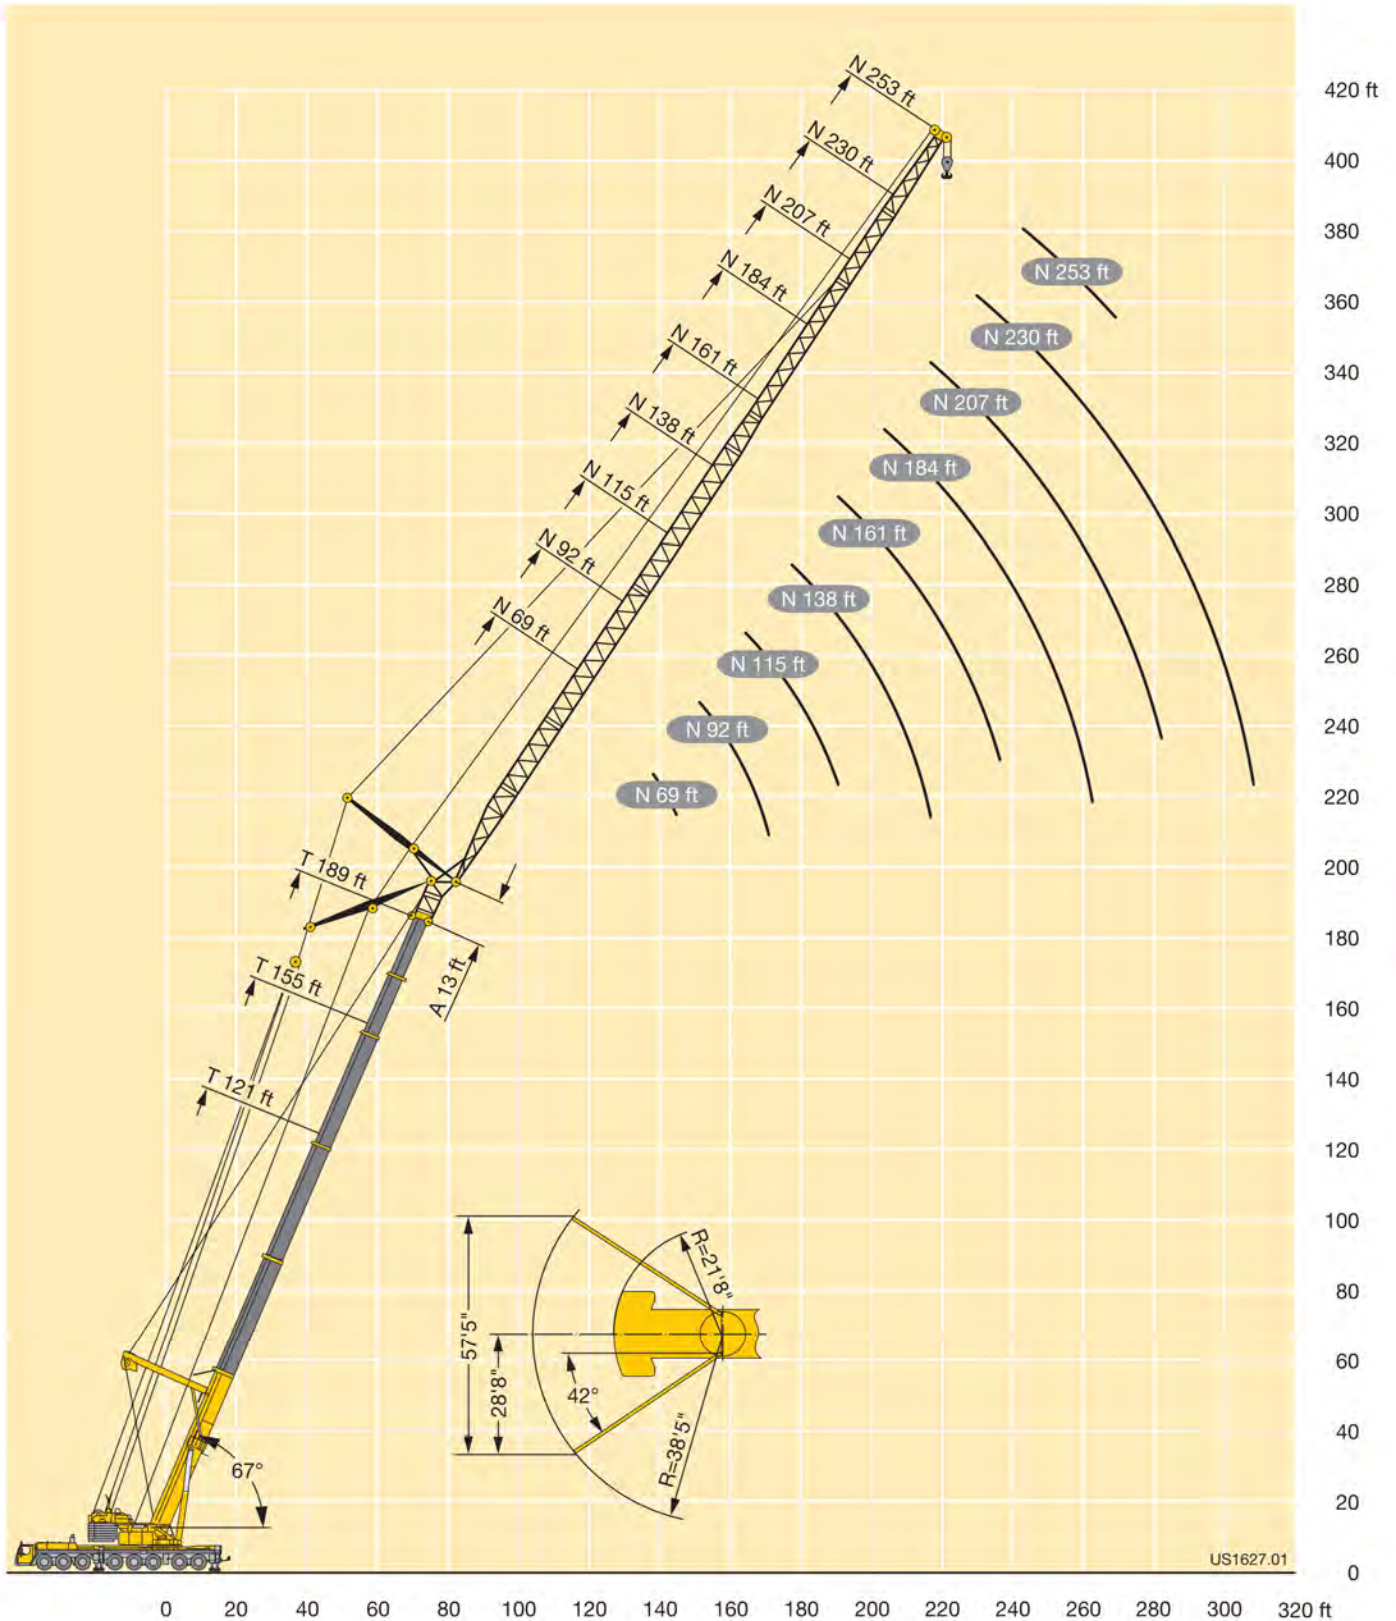 420 ft
N 253 ft
N 230 ft
400
N 207 ft
380
N 253 ft
N 184 ft
360
N 230 ft
N 161 ft
340
N 207 ft
N 138 ft
320
N 184 ft
N 115 ft
300
N 161 ft
N 92 ft
280
N 138 ft
N 69 ft
260
N 115 ft
240
N 92 ft
220
N 69 ft
200
T 189 ft
180
A 13 ft
T 155 ft
160
140
T 121 ft
120
100
R=21'8"
80
57'5"
60
28'8"
42°
40
R=38'5"
67°
20
US1627.01
0
0 20 40 60 80 100 120 140 160 180 200 220 240 260 280 300 320 ft